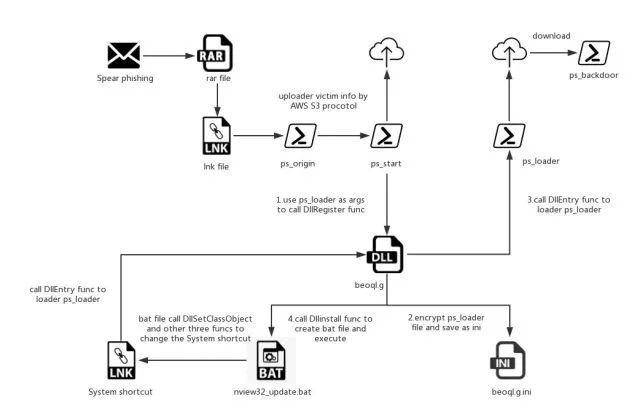 download
RAR
ps_backdoor
Spear phishing
rar file
uploader victim info by
AWS S3 procotol
LNK
lnk file
ps_origin
ps_start
ps_loader
1.use ps_loader as args
to call DllRegister func
3.call DllEntry func to
loader ps_loader
DLL
beoql.g
call DllEntry func to
loader ps_loader
bat file call DllSetClassObject
and other three funcs to
change the System shortcut
4.call Dllinstall func to
create bat file and
execute
2.encrypt ps_loader
file and save as ini
LNK
System shortcut
BAT
nview32_update.bat
INI
beoql.g.ini